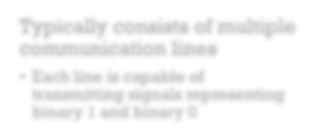 Typically consists of multiple
communication lines
• Each line is capable of
transmitting signals representing
binary 1 and binary 0